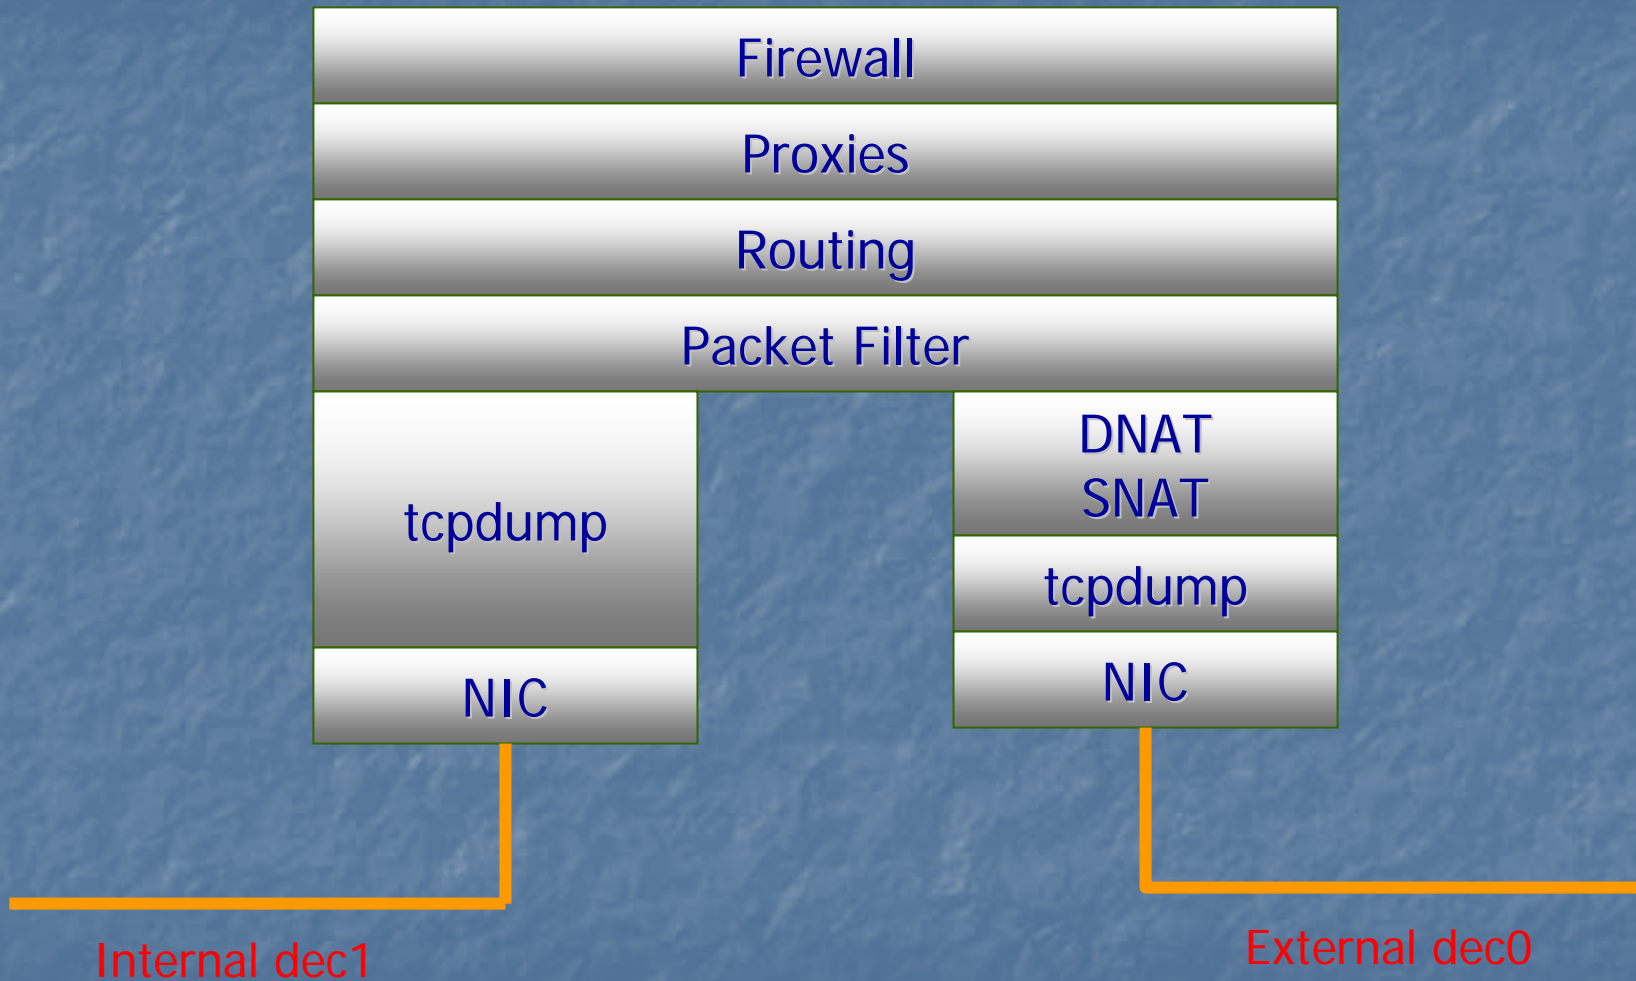 Firewall
Proxies
Routing
Packet Filter
tcpdump
NIC
DNAT
SNAT
tcpdump
NIC
Internal dec1
External dec0